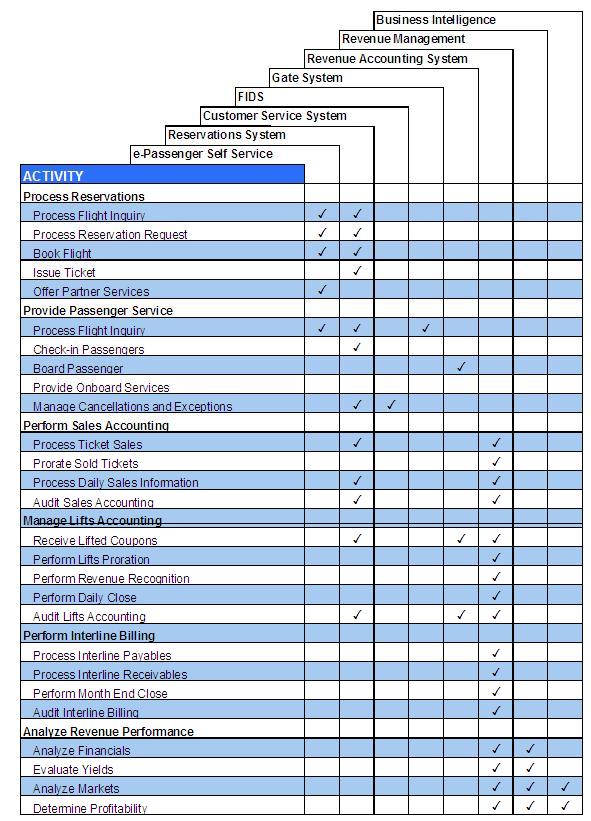 Business Intelligence
Revenue Management
Revenue Accounting System
Gate System
FIDS
Customer Service System
Reservations System
e-Passenger Self Service
ACTIVITY
Process Reservations
Process Flight Inquiry ✓ ✓
Process Reservation Request ✓ ✓
Book Flight ✓ ✓
Issue Ticket ✓
Offer Partner Services ✓
Provide Passenger Service
Process Flight Inquiry ✓ ✓ ✓
Check-in Passengers ✓
Board Passenger ✓
Provide Onboard Services
Manage Cancellations and Exceptions ✓ ✓
Perform Sales Accounting
Process Ticket Sales ✓ ✓
Prorate Sold Tickets ✓
Process Daily Sales Information ✓ ✓
Audit Sales Accounting ✓ ✓
Manage Lifts Accounting
Receive Lifted Coupons ✓ ✓ ✓
Perform Lifts Proration ✓
Perform Revenue Recognition ✓
Perform Daily Close ✓
Audit Lifts Accounting ✓ ✓ ✓
Perform Interline Billing
Process Interline Payables ✓
Process Interline Receivables ✓
Perform Month End Close ✓
Audit Interline Billing ✓
Analyze Revenue Performance
Analyze Financials ✓ ✓
Evaluate Yields ✓ ✓
Analyze Markets ✓ ✓ ✓
Determine Profitability ✓ ✓ ✓